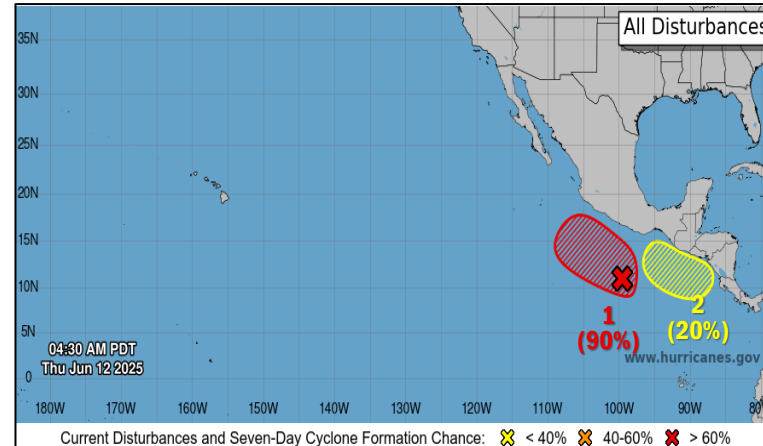 All Disturbances
35N
30N
25N
20N
15N
10N
5N
0
1
(90%)
2
(20%)
www.hurricanes.gov
04:30 AM PDT
Thu Jun 12 2025
180W 170W 160W 150W 140W 130W 120W 110W 100W 90W
Current Disturbances and Seven-Day Cyclone Formation Chance: < 40% 40-60% > 60%